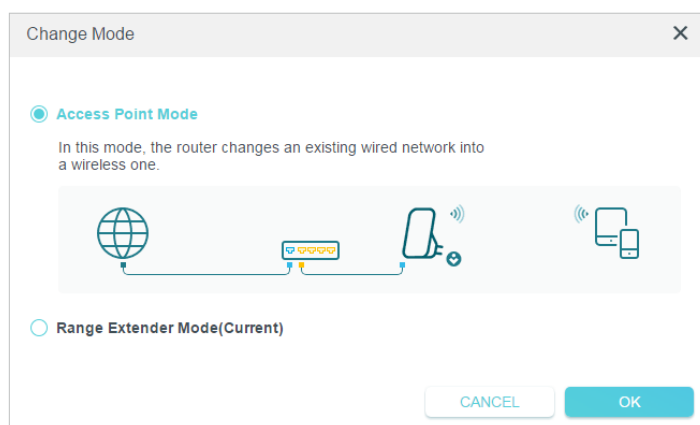 Change Mode
Access Point Mode
In this mode, the router changes an existing wired network into
a wireless one.
Range Extender Mode(Current)
CANCEL
OK